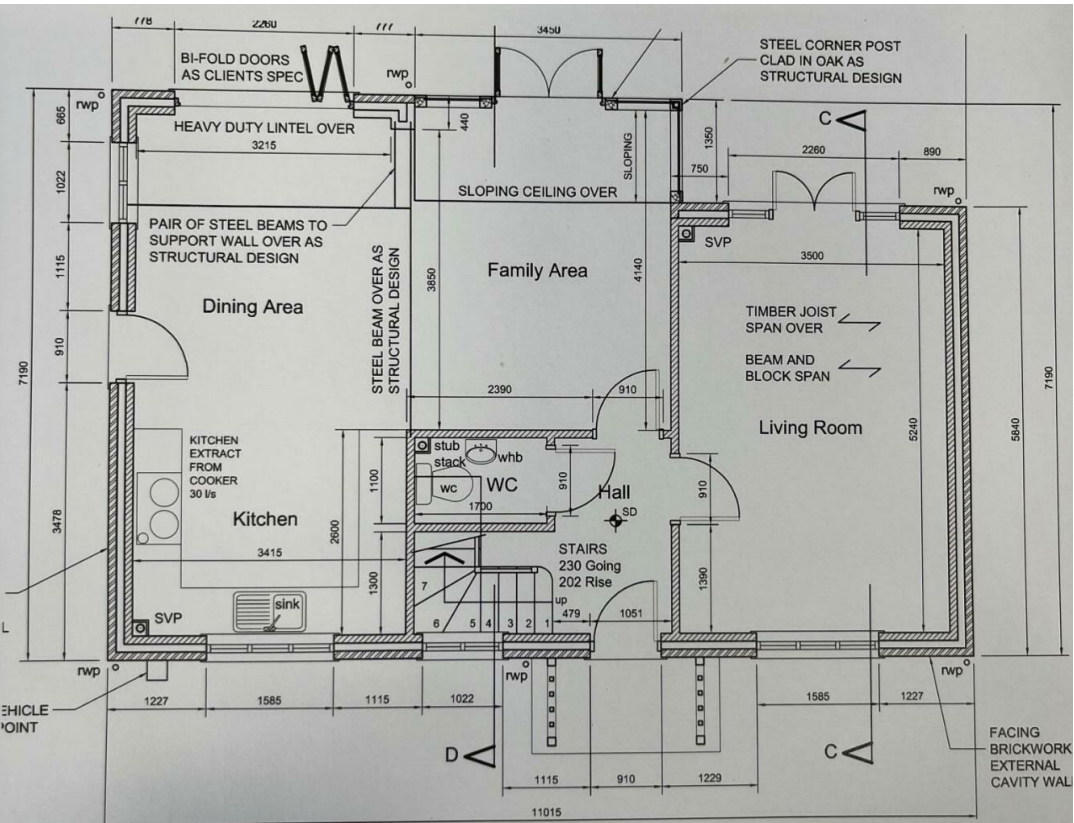 778
2260
777
3450
BI-FOLD DOORS
AS CLIENTS SPEC
rwp
STEEL CORNER POST
CLAD IN OAK AS
STRUCTURAL DESIGN
rwp
HEAVY DUTY LINTEL OVER
3215
440
SLOPING
1350
C
2260
890
750
rwp
665
1022
1115
910
3478
7190
SLOPING CEILING OVER
PAIR OF STEEL BEAMS TO
SUPPORT WALL OVER AS
STRUCTURAL DESIGN
SVP
3500
Dining Area
STEEL BEAM OVER AS
STRUCTURAL DESIGN
3850
Family Area
4140
TIMBER JOIST
SPAN OVER
BEAM AND
BLOCK SPAN
7190
5840
5240
2390
910
Living Room
KITCHEN
EXTRACT
FROM
COOKER
30 l/s
stub
stack
whb
wc
WC
1100
1700
910
Hall
SD
910
Kitchen
3415
2600
STAIRS
230 Going
202 Rise
1300
7
6
5
4
3
2
1
up
479
1051
1390
sink
SVP
L
rwp
rwp
rwp
EHICLE
POINT
1227
1585
1115
1022
1585
1227
D
C
1115
910
1229
FACING
BRICKWORK
EXTERNAL
CAVITY WAL
11015